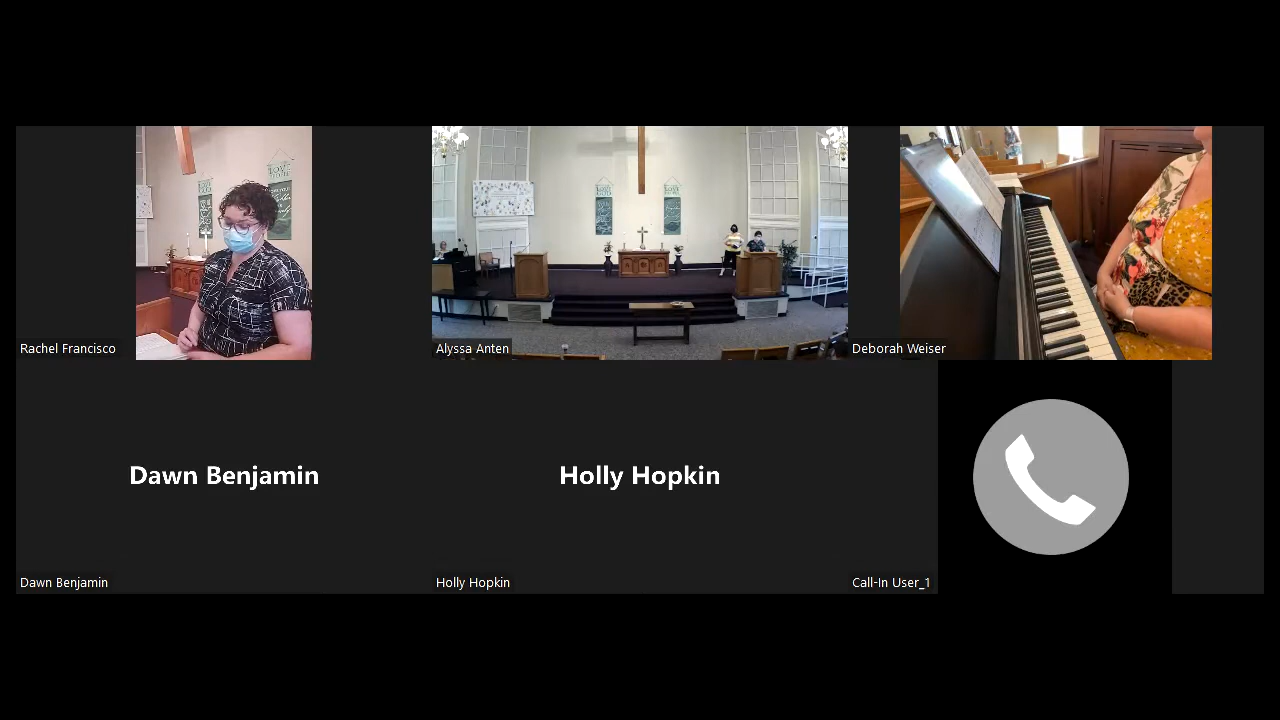 Rachel Francisco
Alyssa Anten
Deborah Weiser
Dawn Benjamin
Holly Hopkin
Dawn Benjamin
Holly Hopkin
Call-In User_1